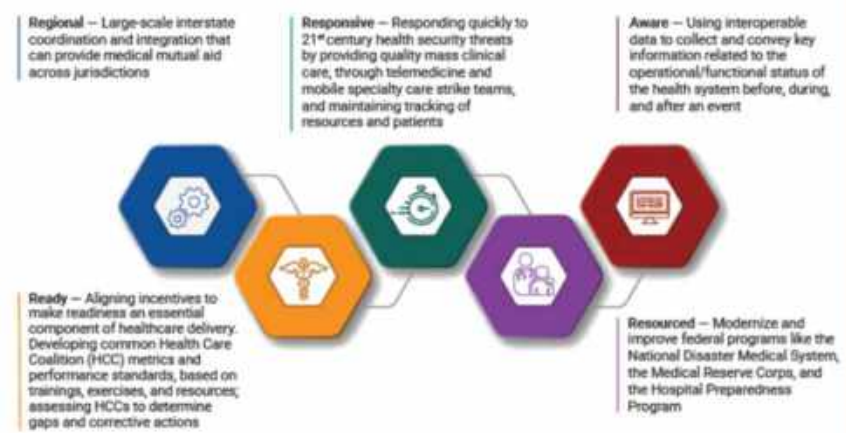 Regional — Large-scale interstate
coordination and integration that
can provide medical mutual aid
across jurisdictions
Responsive — Responding quickly to
21st century health security threats
by providing quality mass clinical
care, through telemedicine and
mobile specialty care strike teams,
and maintaining tracking of
resources and patients
Aware — Using interoperable
data to collect and convey key
information related to the
operational/functional status of
the health system before, during,
and after an event
Ready — Aligning incentives to
make readiness an essential
component of healthcare delivery.
Developing common Health Care
Coalition (HCC) metrics and
performance standards, based on
trainings, exercises, and resources;
assessing HCCs to determine
gaps and corrective actions
Resourced — Modernize and
improve federal programs like the
National Disaster Medical System,
the Medical Reserve Corps, and
the Hospital Preparedness
Program